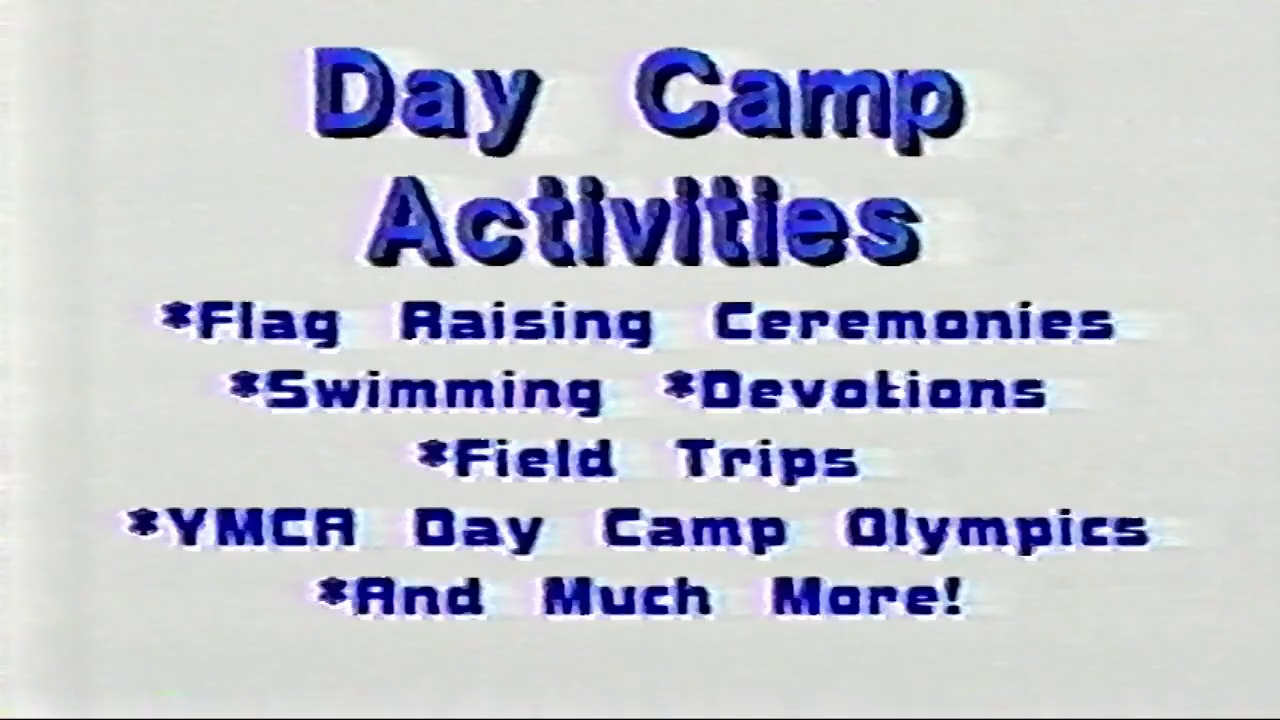 Day Camp
Activities
*Flag Raising Ceremonies
*Swimming *Devotions
*Field Trips
*YMCA Day Camp Olympics
*And Much More!